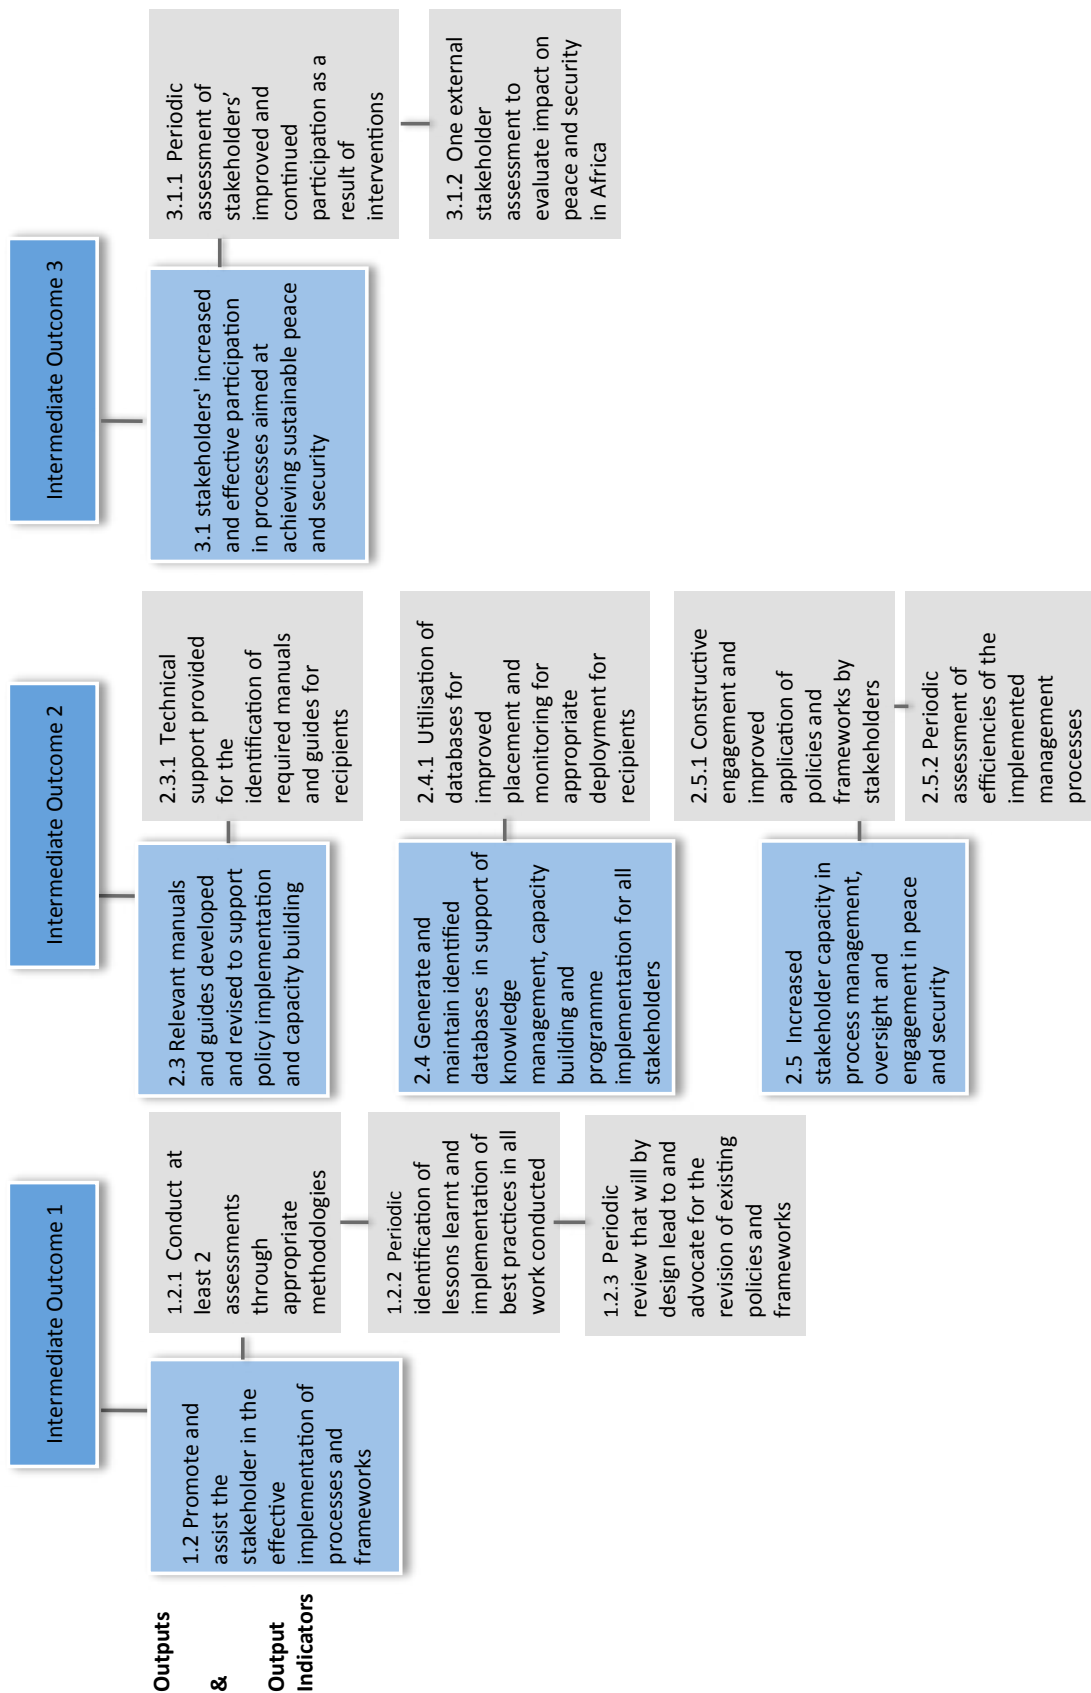 Outputs
&
Output
Indicators
Intermediate Outcome 1
1.2 Promote and
assist the
stakeholder in the
effective
implementation of
processes and
frameworks
1.2.1 Conduct at
least 2
assessments
through
appropriate
methodologies
1.2.2 Periodic
identification of
lessons learnt and
implementation of
best practices in all
work conducted
1.2.3 Periodic
review that will by
design lead to and
advocate for the
revision of existing
policies and
frameworks
Intermediate Outcome 2
2.3 Relevant manuals
and guides developed
and revised to support
policy implementation
and capacity building
2.3.1 Technical
support provided
for the
identification of
required manuals
and guides for
recipients
2.4 Generate and
maintain identified
databases in support of
knowledge
management, capacity
building and
programme
implementation for all
stakeholders
2.4.1 Utilisation of
databases for
improved
placement and
monitoring for
appropriate
deployment for
recipients
2.5 Increased
stakeholder capacity in
process management,
oversight and
engagement in peace
and security
2.5.1 Constructive
engagement and
improved
application of
policies and
frameworks by
stakeholders
2.5.2 Periodic
assessment of
efficiencies of the
implemented
management
processes
Intermediate Outcome 3
3.1 stakeholders' increased
and effective participation
in processes aimed at
achieving sustainable peace
and security
3.1.1 Periodic
assessment of
stakeholders’
improved and
continued
participation as a
result of
interventions
3.1.2 One external
stakeholder
assessment to
evaluate impact on
peace and security
in Africa